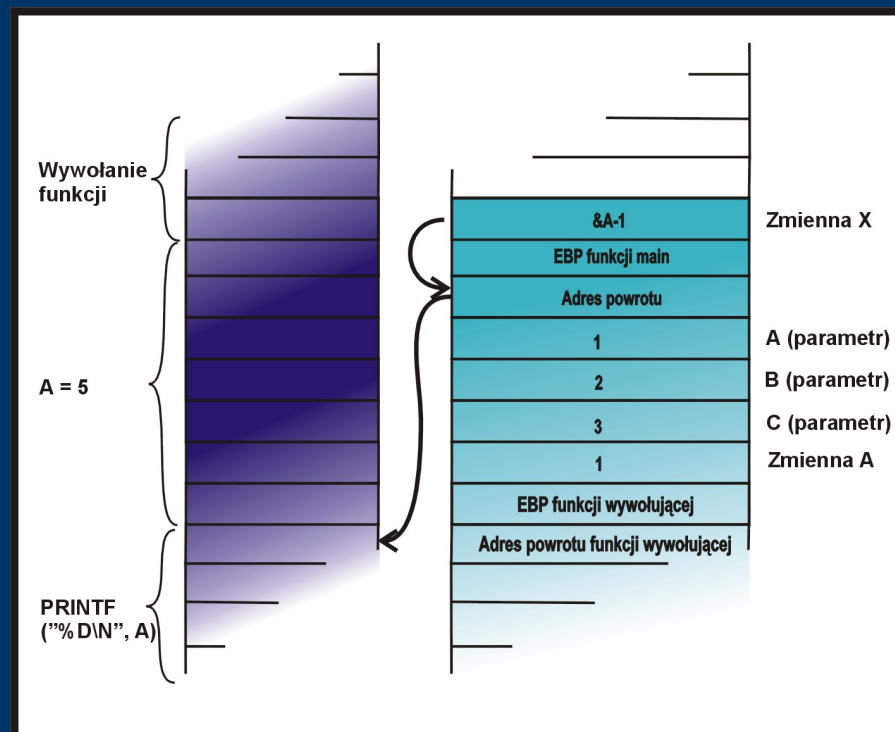 Wywołanie
funkcji
A = 5
PRINTF
("%D\N", A)
&A-1
Zmienna X
EBP funkcji main
Adres powrotu
1
A (parametr)
2
B (parametr)
3
C (parametr)
1
Zmienna A
EBP funkcji wywołującej
Adres powrotu funkcji wywołującej